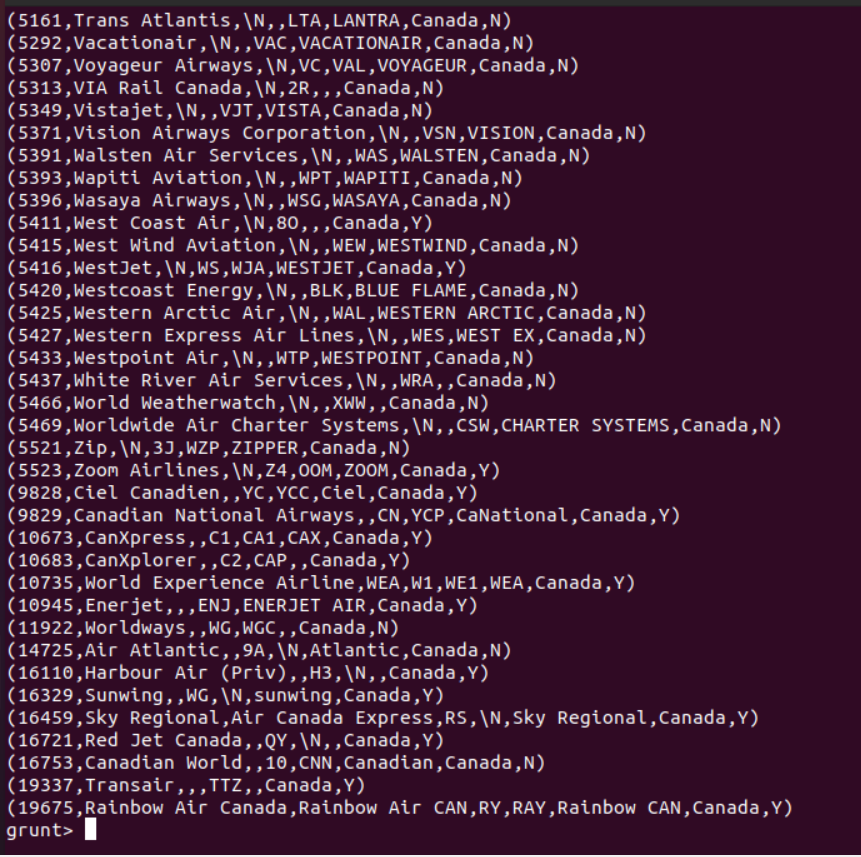 (5161,Trans Atlantis,\N,,LTA,LANTRA,Canada,N)
(5292,Vacationair,\N,,VAC,VACATIONAIR,Canada,N)
(5307,Voyageur Airways,\N,VC,VAL,VOYAGEUR,Canada,N)
(5313,VIA Rail Canada,\N,2R,,,Canada,N)
(5349,Vistajet,\N,,VJT,VISTA,Canada,N)
(5371,Vision Airways Corporation,\N,,VSN,VISION,Canada,N)
(5391,Walsten Air Services,\N,,WAS,WALSTEN,Canada,N)
(5393,Wapiti Aviation,\N,,WPT,WAPITI,Canada,N)
(5396,Wasaya Airways,\N,,WSG,WASAYA,Canada,N)
(5411,West Coast Air,\N,8O,,,Canada,Y)
(5415,West Wind Aviation,\N,,WEW,WESTWIND,Canada,N)
(5416,WestJet,\N,WS,WJA,WESTJET,Canada,Y)
(5420,Westcoast Energy,\N,,BLK,BLUE FLAME,Canada,N)
(5425,Western Arctic Air,\N,,WAL,WESTERN ARCTIC,Canada,N)
(5427,Western Express Air Lines,\N,,WES,WEST EX,Canada,N)
(5433,Westpoint Air,\N,,WTP,WESTPOINT,Canada,N)
(5437,White River Air Services,\N,,WRA,,Canada,N)
(5466,World Weatherwatch,\N,,XWW,,Canada,N)
(5469,Worldwide Air Charter Systems,\N,,CSW,CHARTER SYSTEMS,Canada,N)
(5521,Zip,\N,3J,WZP,ZIPPER,Canada,N)
(5523,Zoom Airlines,\N,Z4,OOM,ZOOM,Canada,Y)
(9828,Ciel Canadien,,YC,YCC,Ciel,Canada,Y)
(9829,Canadian National Airways,,CN,YCP,CaNational,Canada,Y)
(10673,CanXpress,,C1,CA1,CAX,Canada,Y)
(10683,CanXplorer,,C2,CAP,,Canada,Y)
(10735,World Experience Airline,WEA,W1,WE1,WEA,Canada,Y)
(10945,Enerjet,,,ENJ,ENERJET AIR,Canada,Y)
(11922,Worldways,,WG,WGC,,Canada,N)
(14725,Air Atlantic,,9A,\N,Atlantic,Canada,N)
(16110,Harbour Air (Priv),,H3,\N,,Canada,Y)
(16329,Sunwing,,WG,\N,sunwing,Canada,Y)
(16459,Sky Regional,Air Canada Express,RS,\N,Sky Regional,Canada,Y)
(16721,Red Jet Canada,,QY,\N,,Canada,Y)
(16753,Canadian World,,10,CNN,Canadian,Canada,N)
(19337,Transair,,,TTZ,,Canada,Y)
(19675,Rainbow Air Canada,Rainbow Air CAN,RY,RAY,Rainbow CAN,Canada,Y)
grunt>